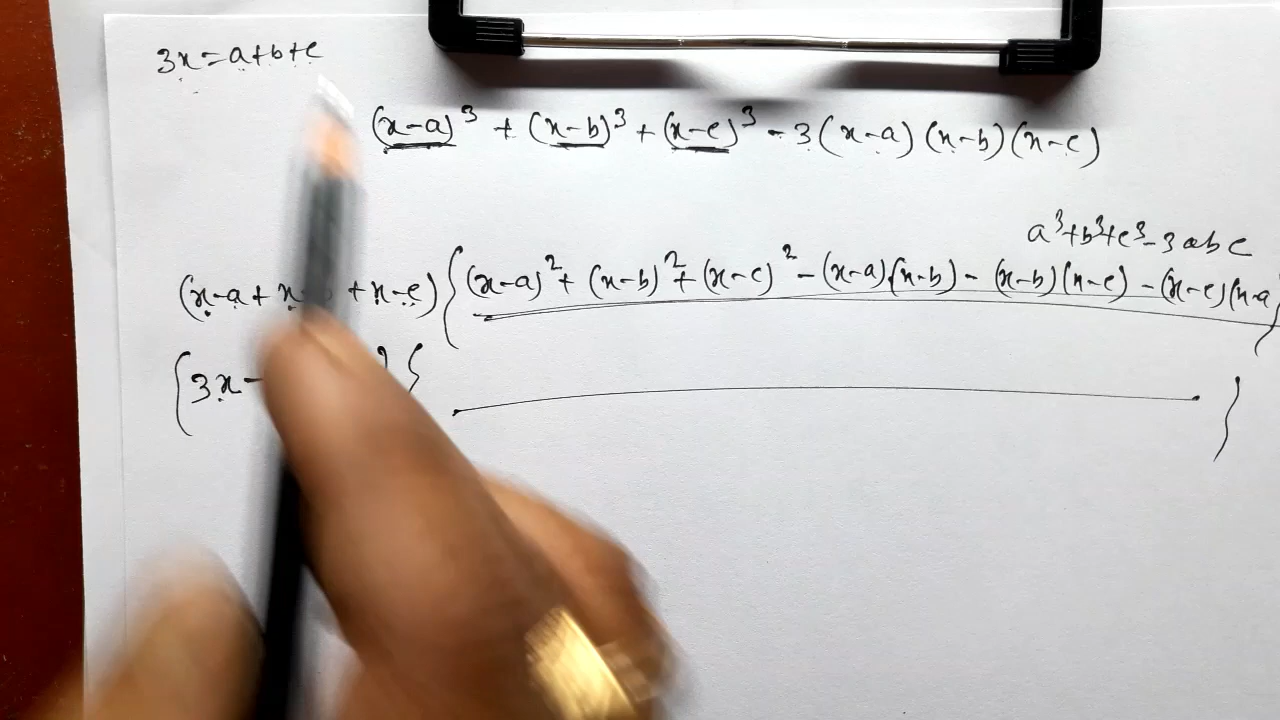 3x=a+b+c
(x-a)³ + (x-b)³ + (x-c)³ - 3(x-a)(x-b)(x-c)
a³+b³+c³-3abc
(x-a+x +x-c){(x-a)²+(x-b)²+(x-c)²-(x-a)(x-b)-(x-b)(x-c)-(x-c)(x-a)
{3x-